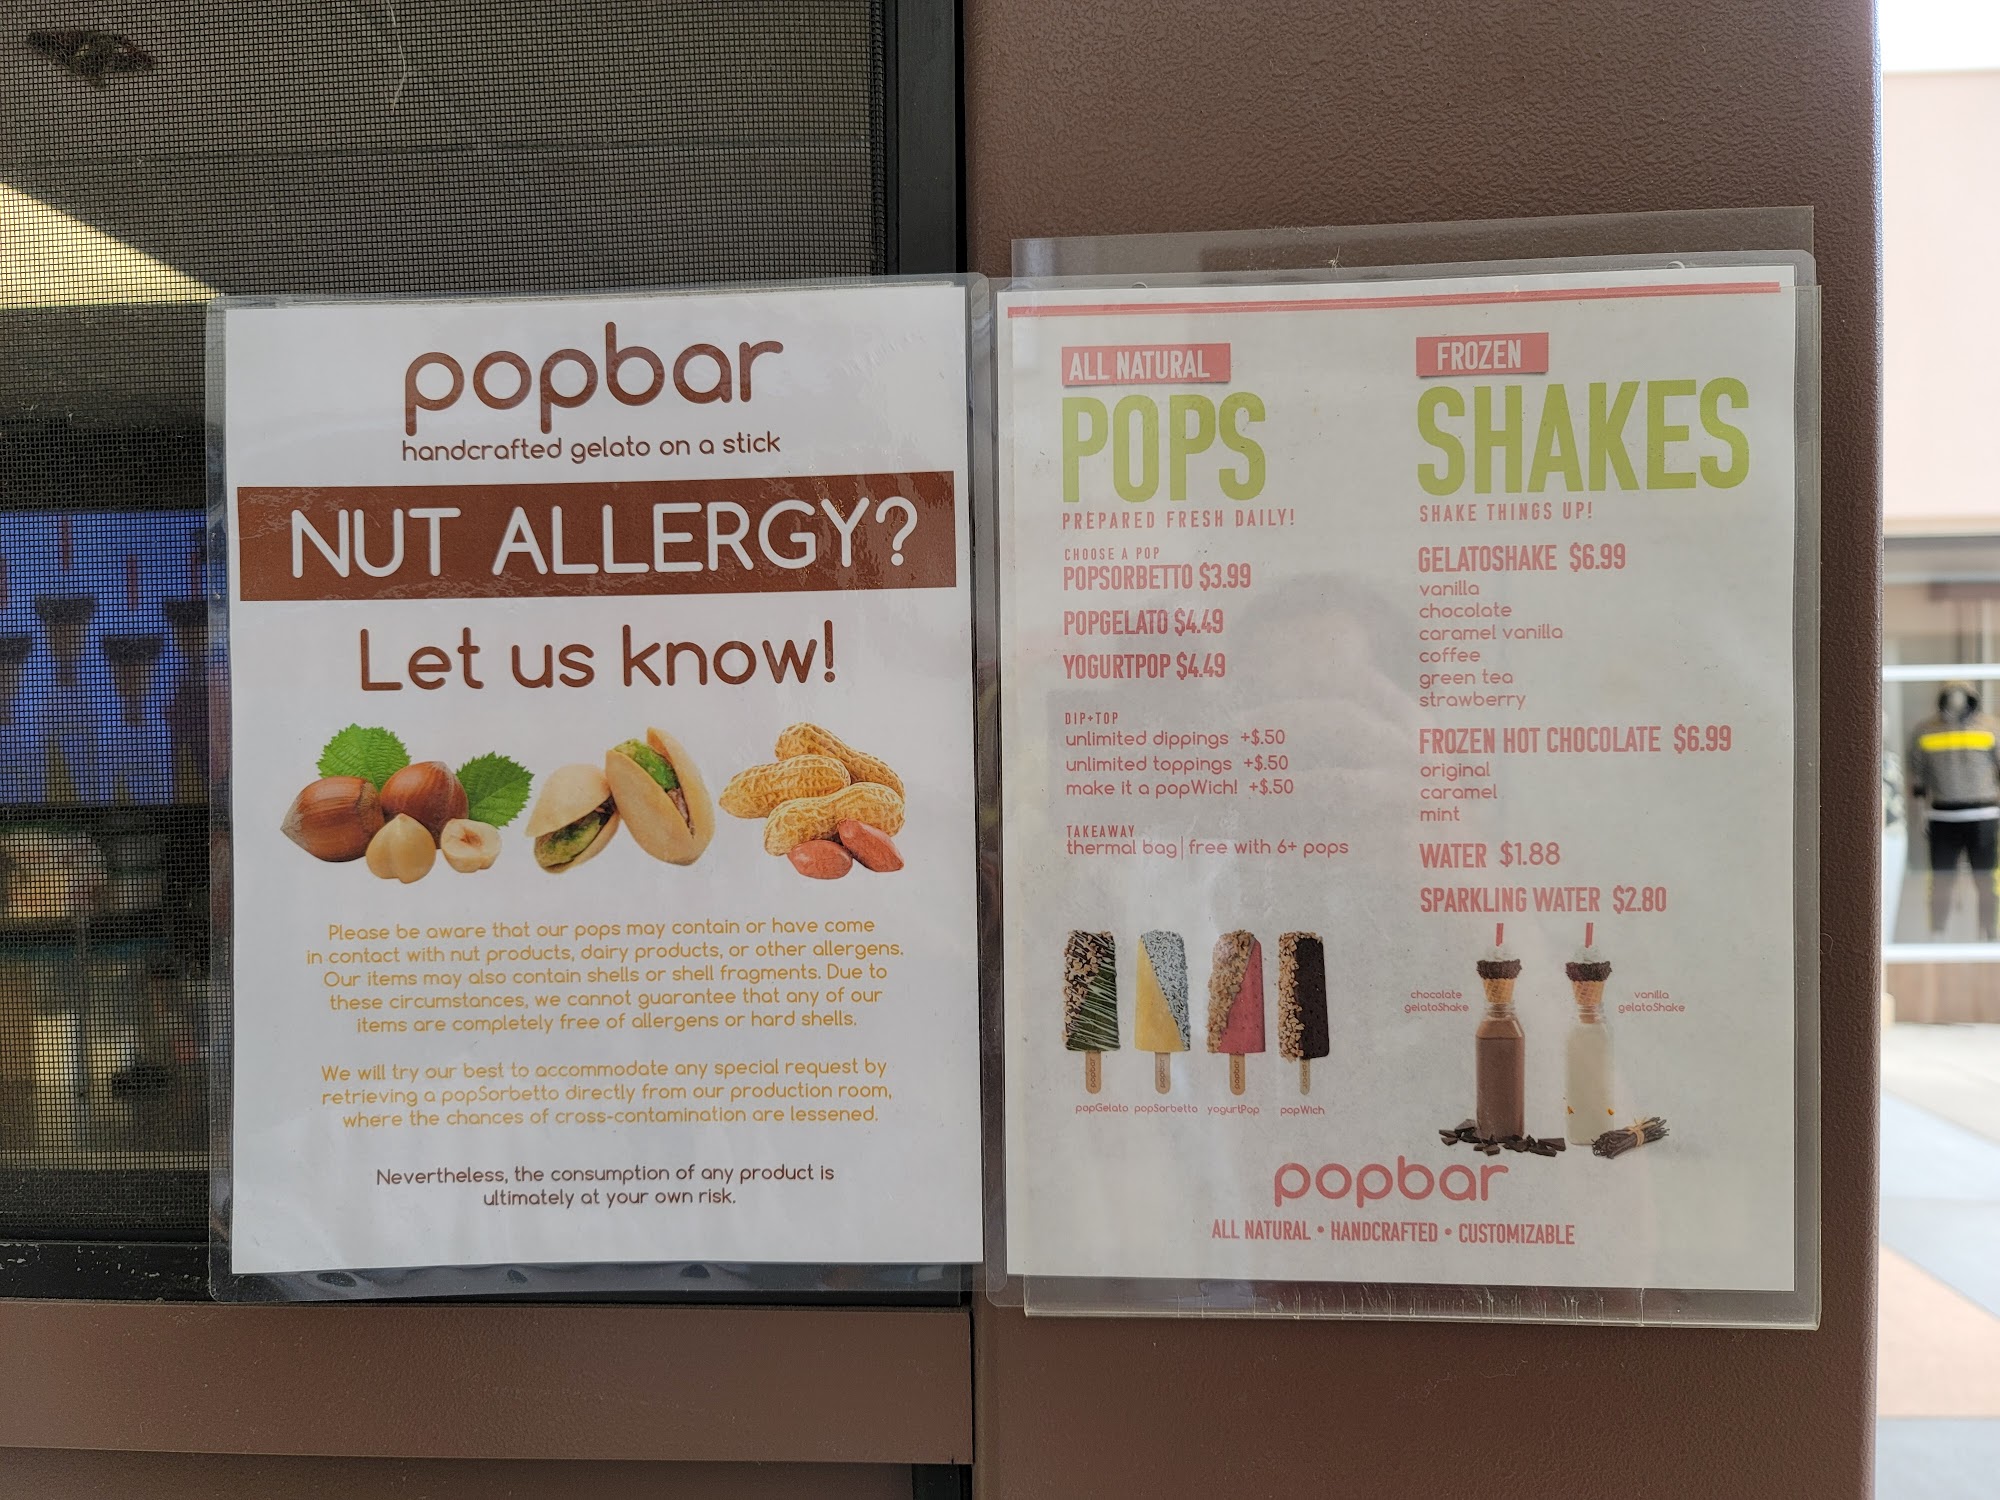 popbar
handcrafted gelato on a stick
NUT ALLERGY?
Let us know!
Please be aware that our pops may contain or have come
in contact with nut products, dairy products, or other allergens.
Our items may also contain shells or shell fragments. Due to
these circumstances, we cannot guarantee that any of our
items are completely free of allergens or hard shells.
We will try our best to accommodate any special request by
retrieving a popSorbetto directly from our production room,
where the chances of cross-contamination are lessened.
Nevertheless, the consumption of any product is
ultimately at your own risk.
ALL NATURAL
POPS
PREPARED FRESH DAILY!
CHOOSE A POP
POPSORBETTO $3.99
POPGELATO $4.49
YOGURTPOP $4.49
DIP+TOP
unlimited dippings +$.50
unlimited toppings +$.50
make it a popWich! +$.50
TAKEAWAY
thermal bag | free with 6+ pops
popbar
popbar
popbar
popbar
popGelato popSorbetto yogurtPop popWich
FROZEN
SHAKES
SHAKE THINGS UP!
GELATOSHAKE $6.99
vanilla
chocolate
caramel vanilla
coffee
green tea
strawberry
FROZEN HOT CHOCOLATE $6.99
original
caramel
mint
WATER $1.88
SPARKLING WATER $2.80
chocolate
gelatoShake
vanilla
gelatoShake
popbar
ALL NATURAL • HANDCRAFTED • CUSTOMIZABLE